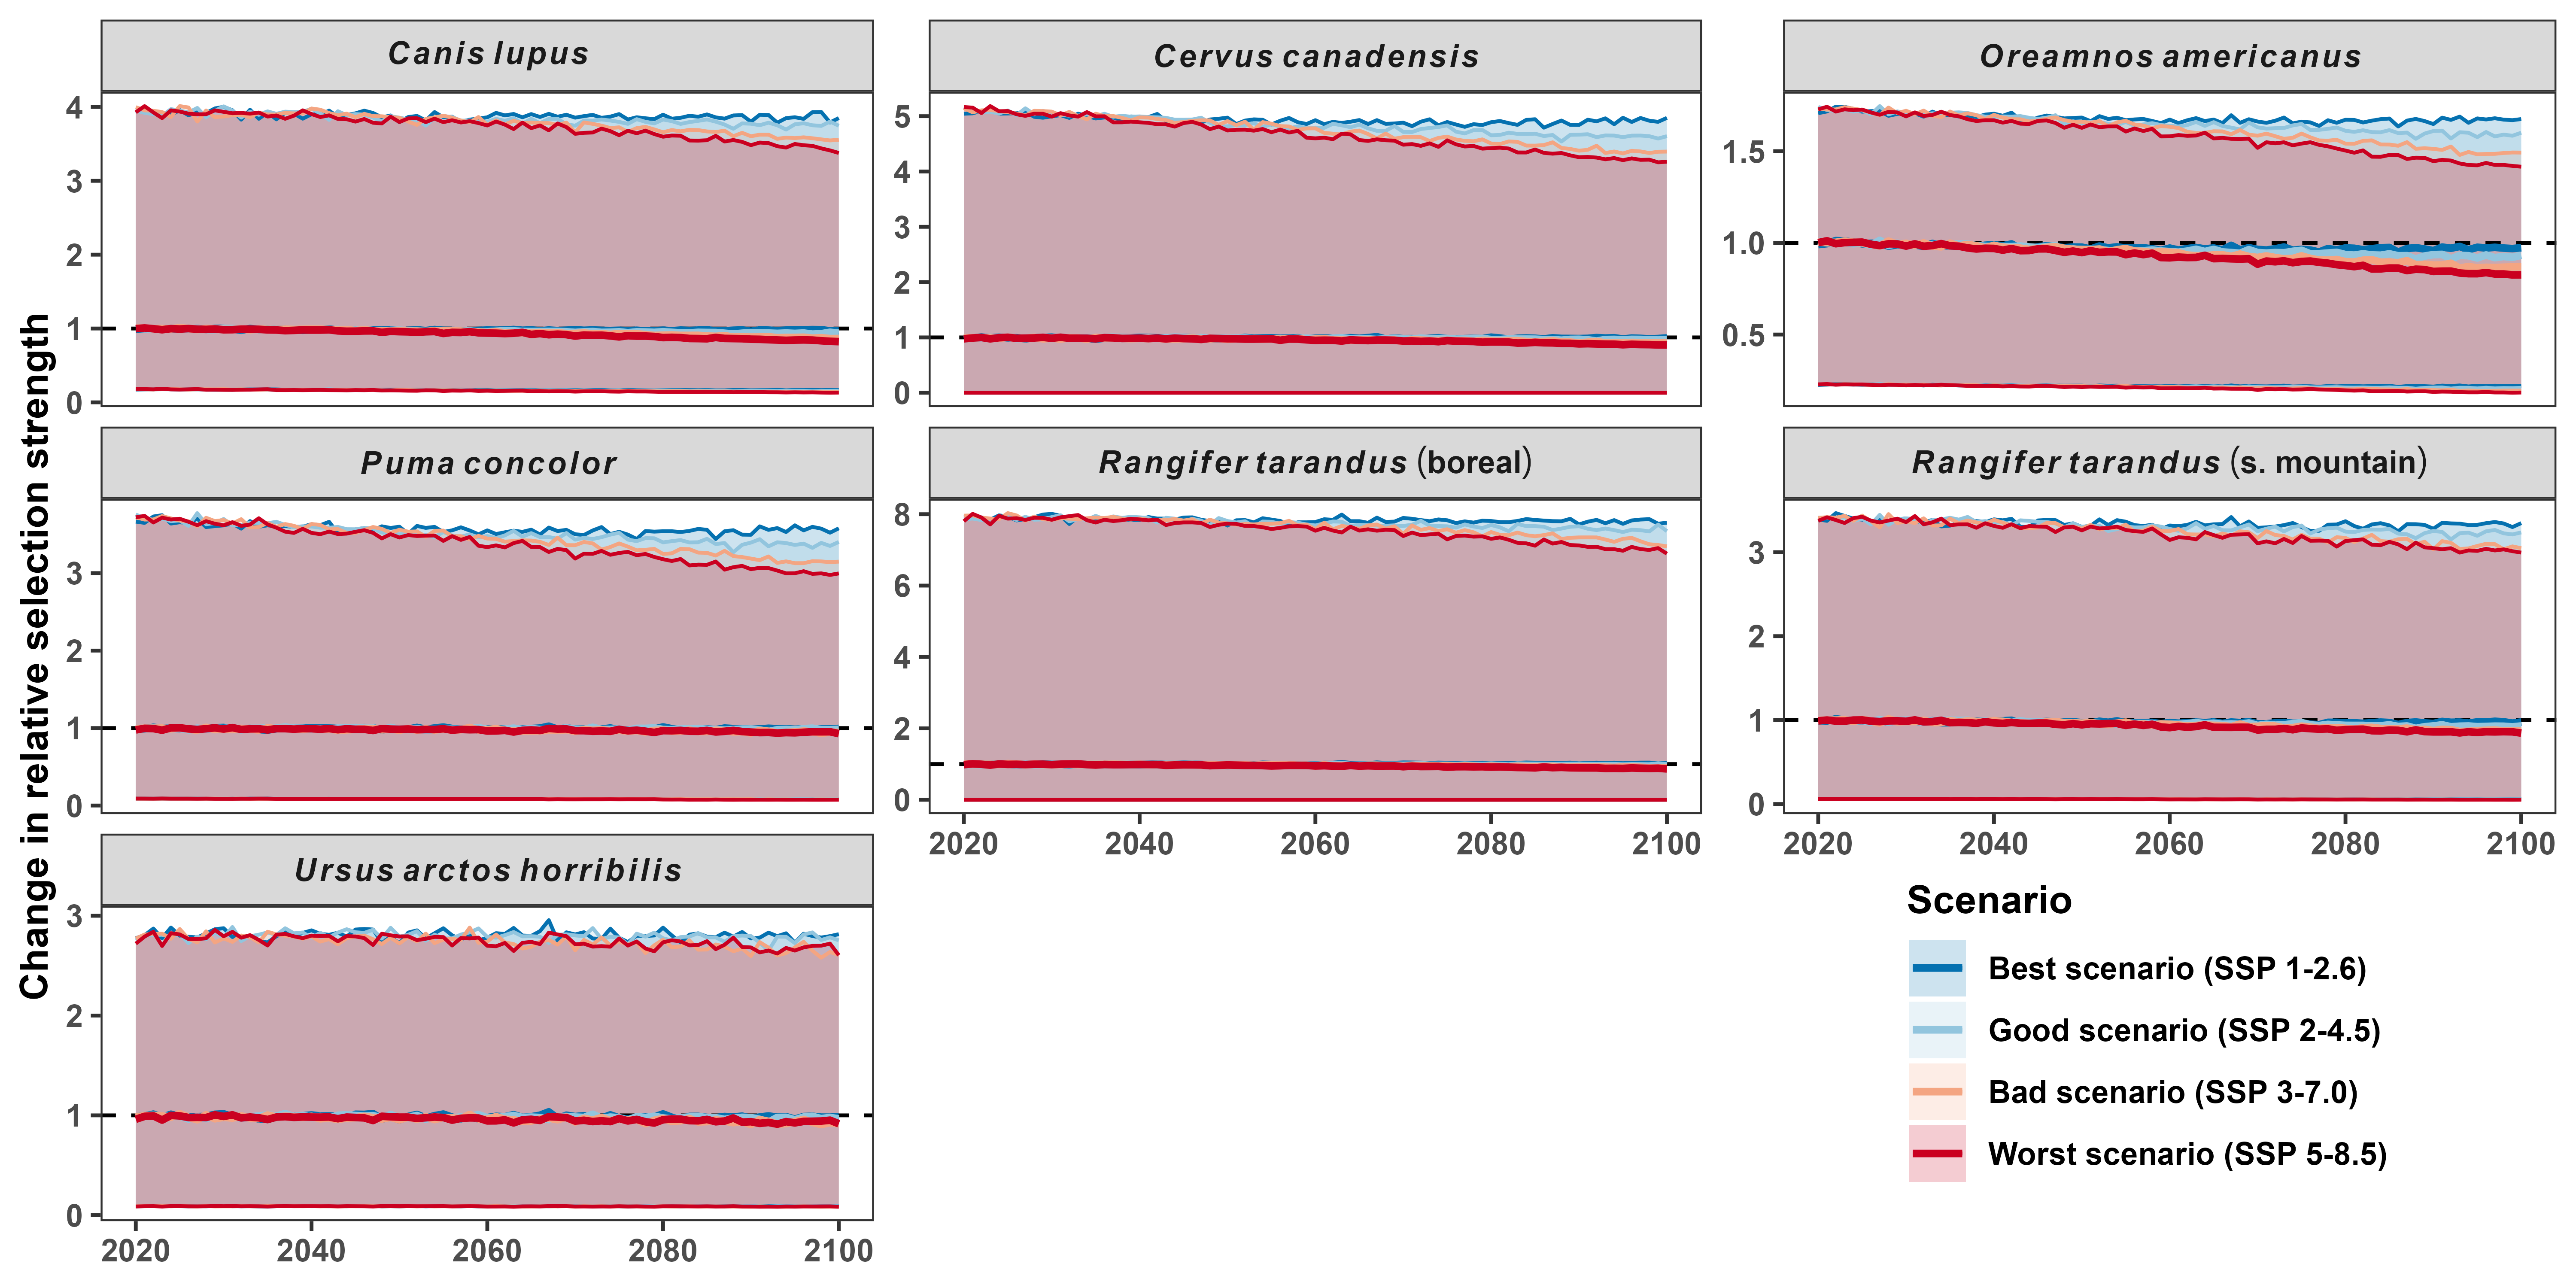 Change in relative selection strength
Canis lupus
4
3
2
1
0
Cervus canadensis
5
4
3
2
1
0
Oreamnos americanus
1.5
1.0
0.5
Puma concolor
3
2
1
0
Rangifer tarandus (boreal)
8
6
4
2
0
2020 2040 2060 2080 2100
Rangifer tarandus (s. mountain)
3
2
1
0
2020 2040 2060 2080 2100
Ursus arctos horribilis
3
2
1
0
2020 2040 2060 2080 2100
Scenario
Best scenario (SSP 1-2.6)
Good scenario (SSP 2-4.5)
Bad scenario (SSP 3-7.0)
Worst scenario (SSP 5-8.5)